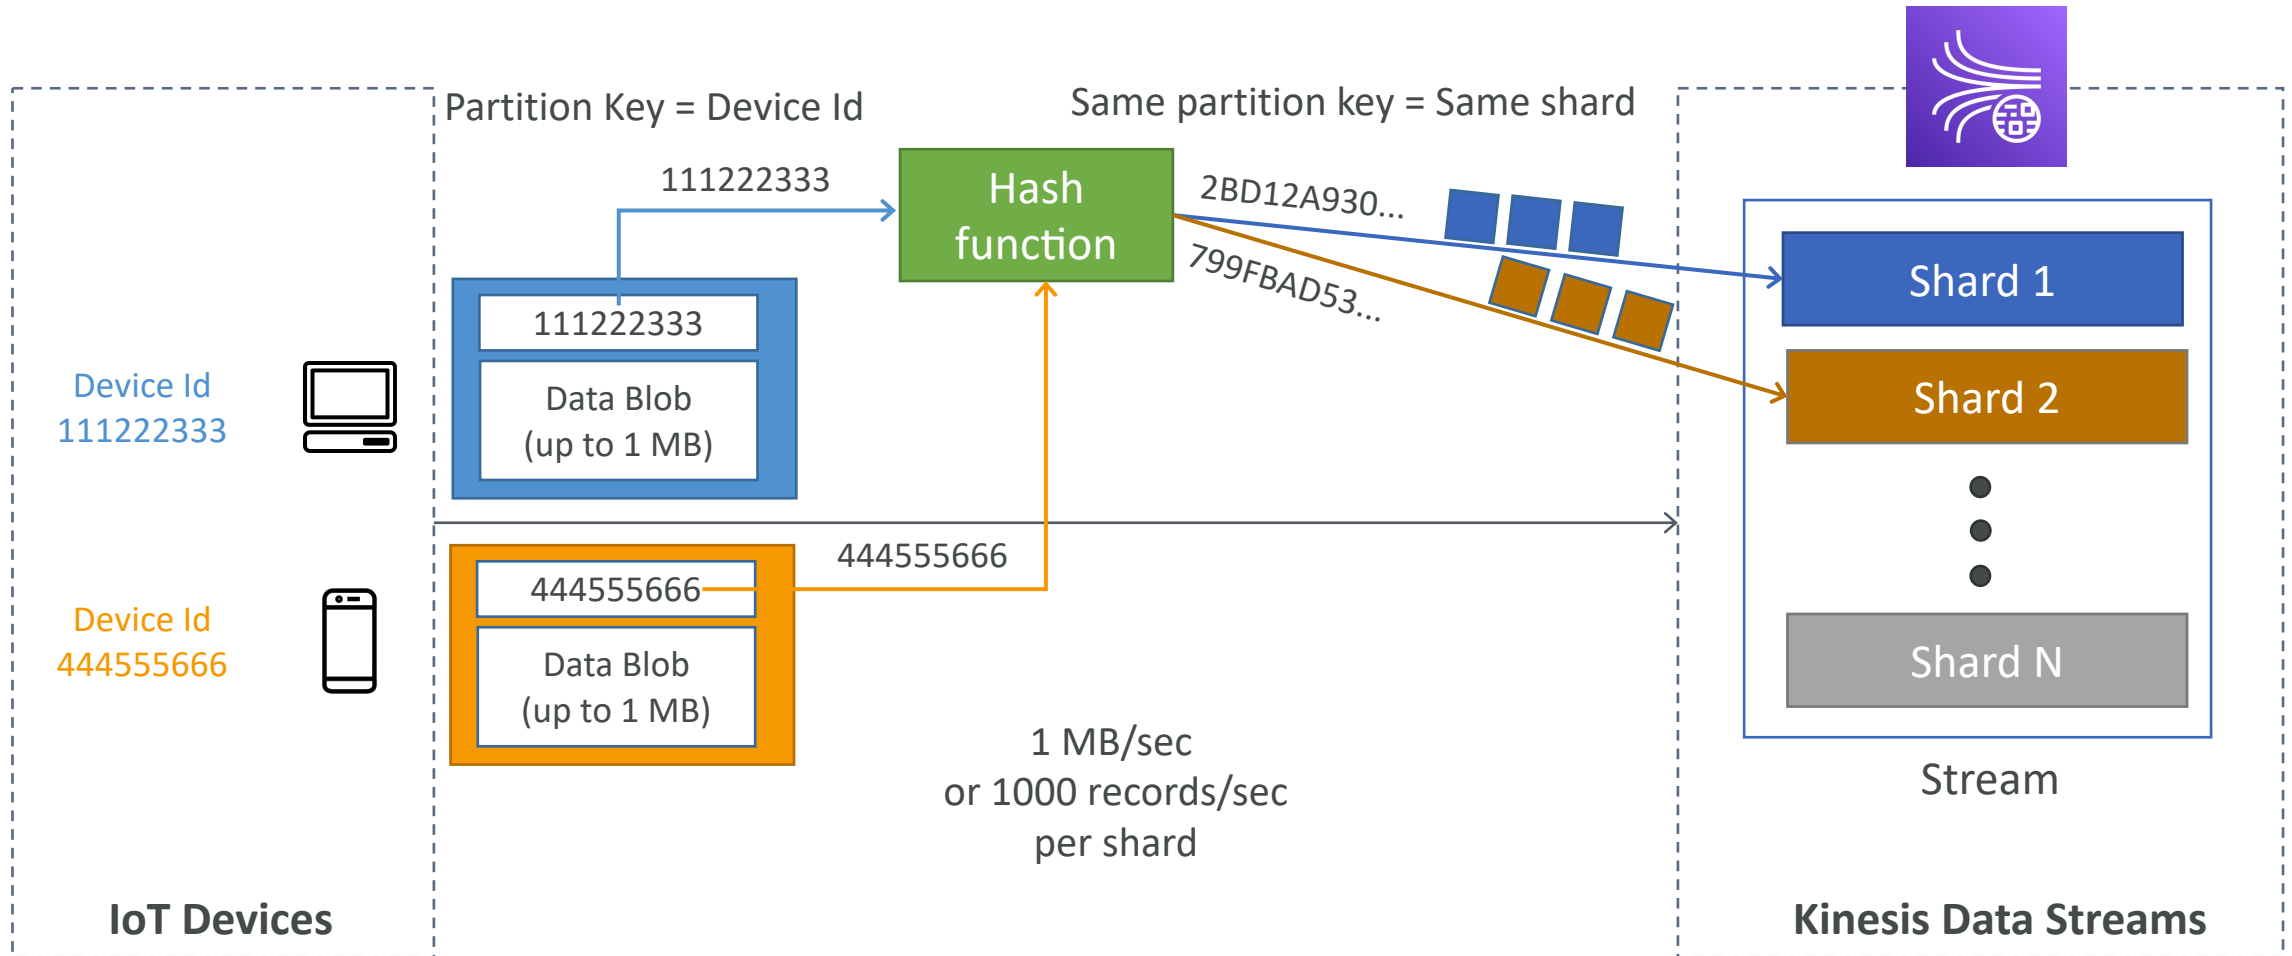 Partition Key = Device Id
Same partition key = Same shard
111222333
Hash
function
2BD12A930...
799FBAD53...
Shard 1
Shard 2
Shard N
Stream
111222333
Data Blob
(up to 1 MB)
Device Id
111222333
444555666
444555666
Data Blob
(up to 1 MB)
Device Id
444555666
1 MB/sec
or 1000 records/sec
per shard
IoT Devices
Kinesis Data Streams